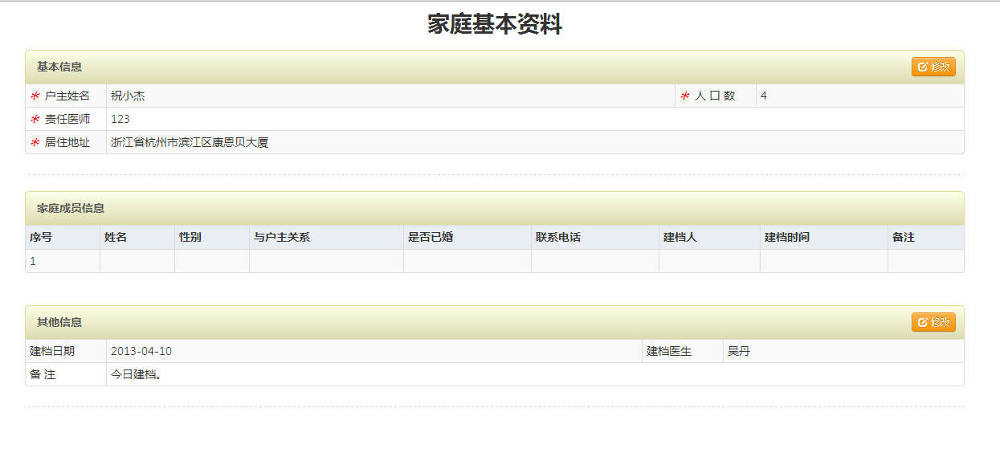 家庭基本资料
基本信息 修改
* 户主姓名 祝小杰 * 人 口 数 4
* 责任医师 123
* 居住地址 浙江省杭州市滨江区康恩贝大厦
家庭成员信息
序号 姓名 性别 与户主关系 是否已婚 联系电话 建档人 建档时间 备注
1
其他信息 修改
建档日期 2013-04-10 建档医生 吴丹
备 注 今日建档。